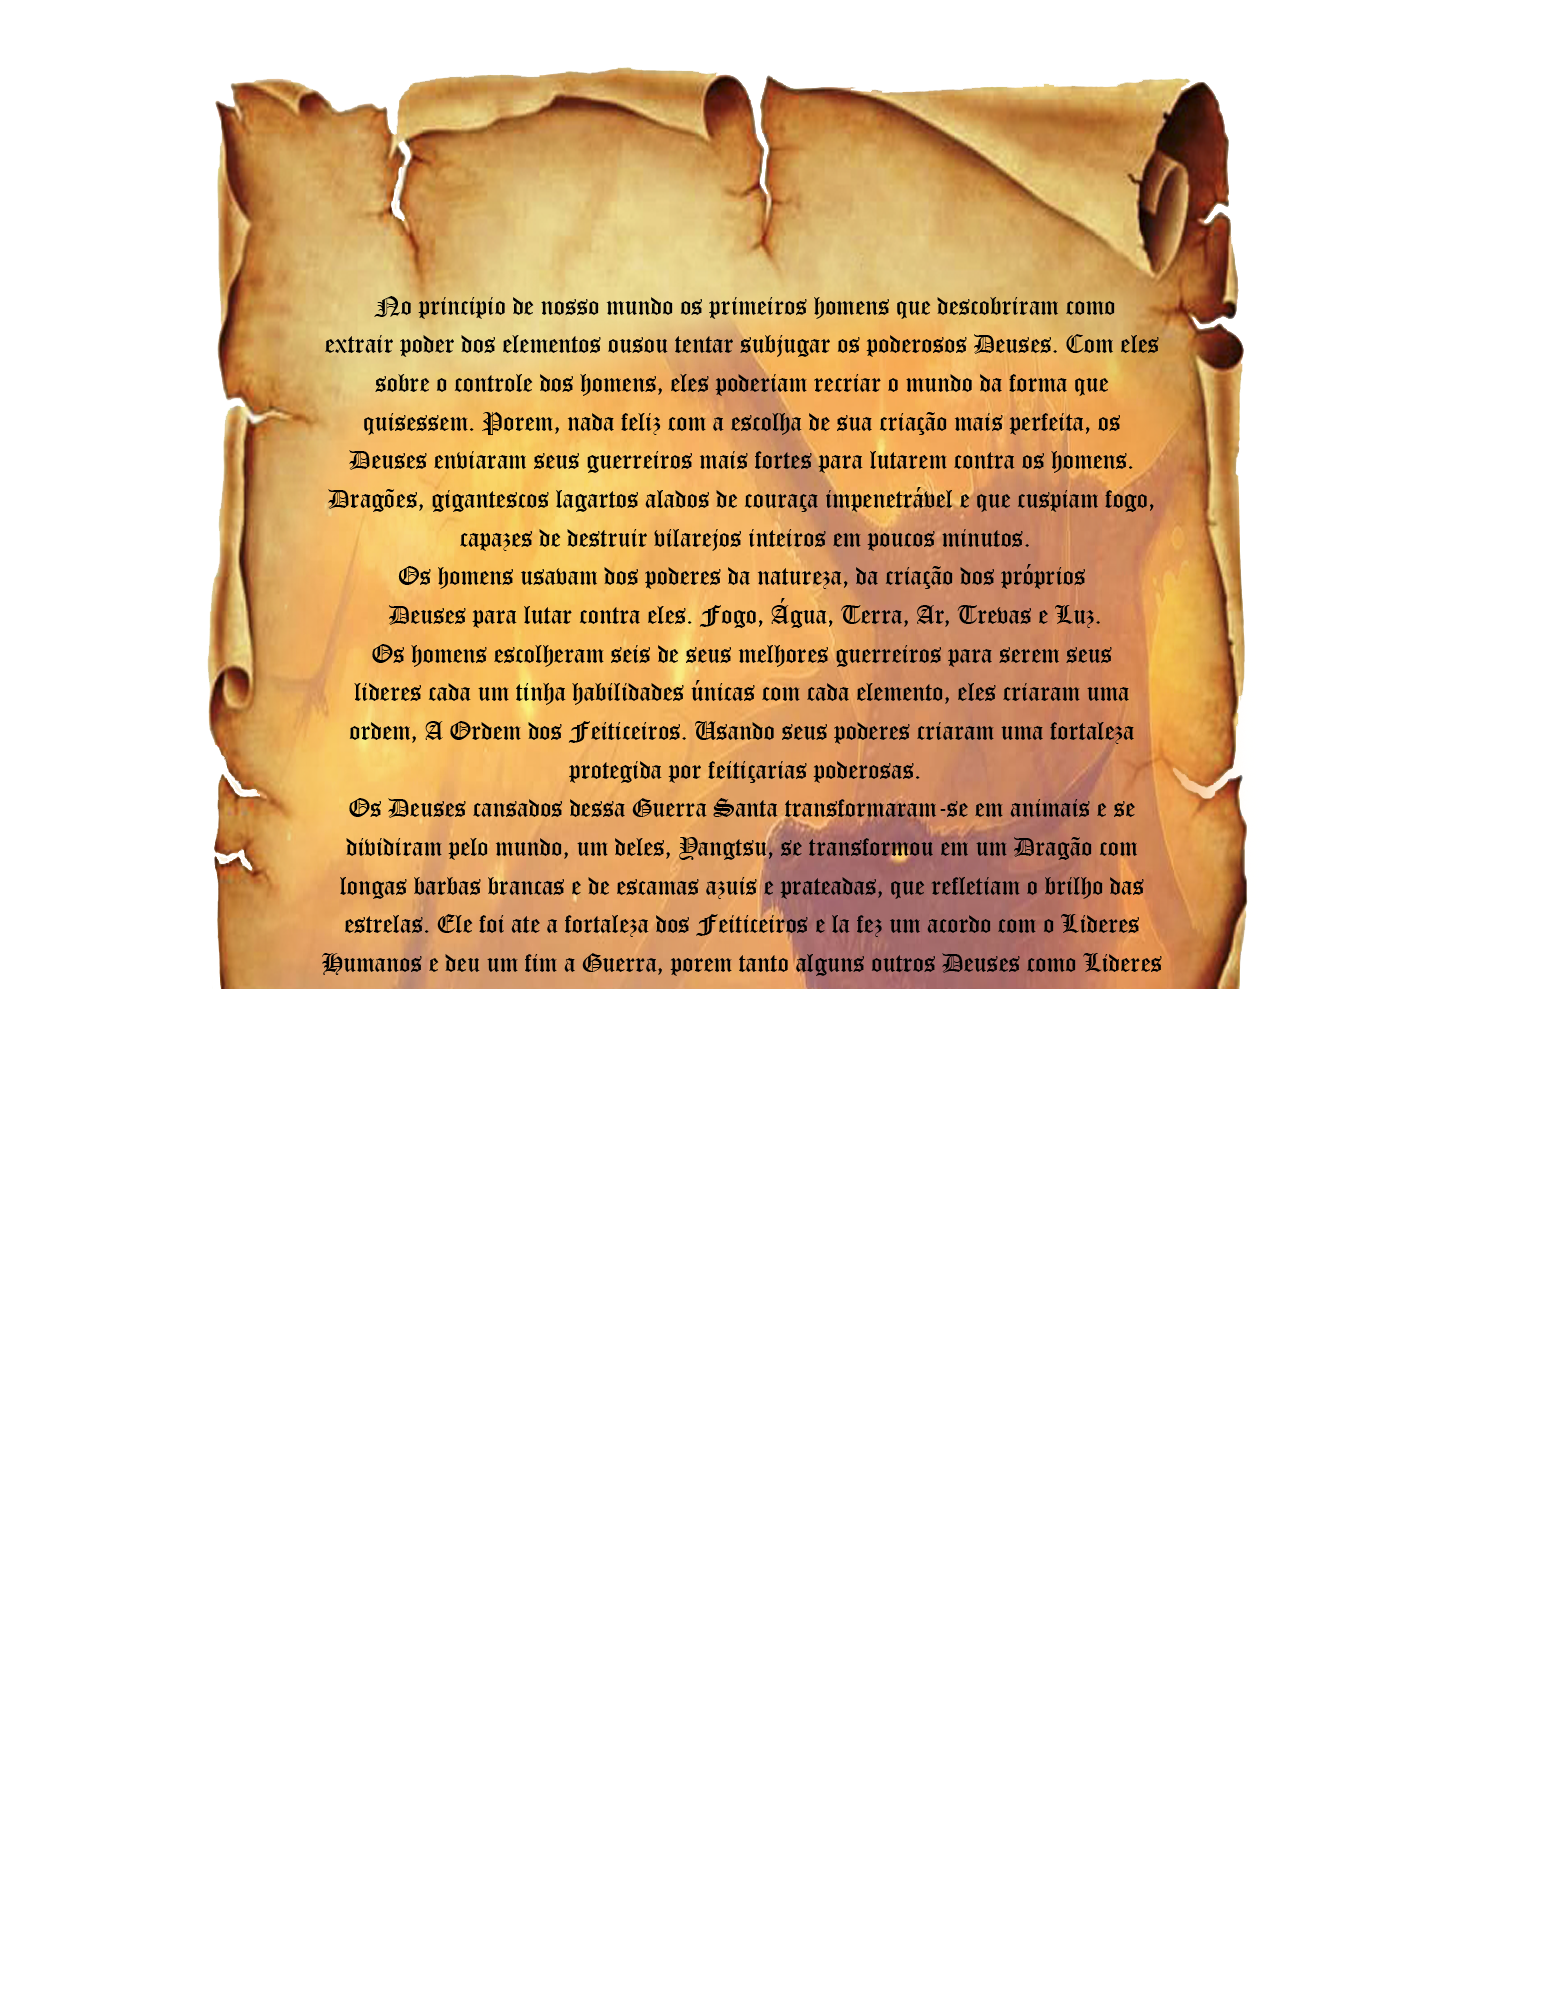 No principio de nosso mundo os primeiros homens que descobriram como
extrair poder dos elementos ousou tentar subjugar os poderosos Deuses. Com eles
sobre o controle dos homens, eles poderiam recriar o mundo da forma que
quisessem. Porem, nada feliz com a escolha de sua criação mais perfeita, os
Deuses enviaram seus guerreiros mais fortes para lutarem contra os homens.
Dragões, gigantescos lagartos alados de couraça impenetrável e que cuspiam fogo,
capazes de destruir vilarejos inteiros em poucos minutos.
Os homens usavam dos poderes da natureza, da criação dos próprios
Deuses para lutar contra eles. Fogo, Água, Terra, Ar, Trevas e Luz.
Os homens escolheram seis de seus melhores guerreiros para serem seus
lideres cada um tinha habilidades únicas com cada elemento, eles criaram uma
ordem, A Ordem dos Feiticeiros. Usando seus poderes criaram uma fortaleza
protegida por feitiçarias poderosas.
Os Deuses cansados dessa Guerra Santa transformaram-se em animais e se
dividiram pelo mundo, um deles, Yangtsu, se transformou em um Dragão com
longas barbas brancas e de escamas azuis e prateadas, que refletiam o brilho das
estrelas. Ele foi ate a fortaleza dos Feiticeiros e la fez um acordo com o Lideres
Humanos e deu um fim a Guerra, porem tanto alguns outros Deuses como Lideres